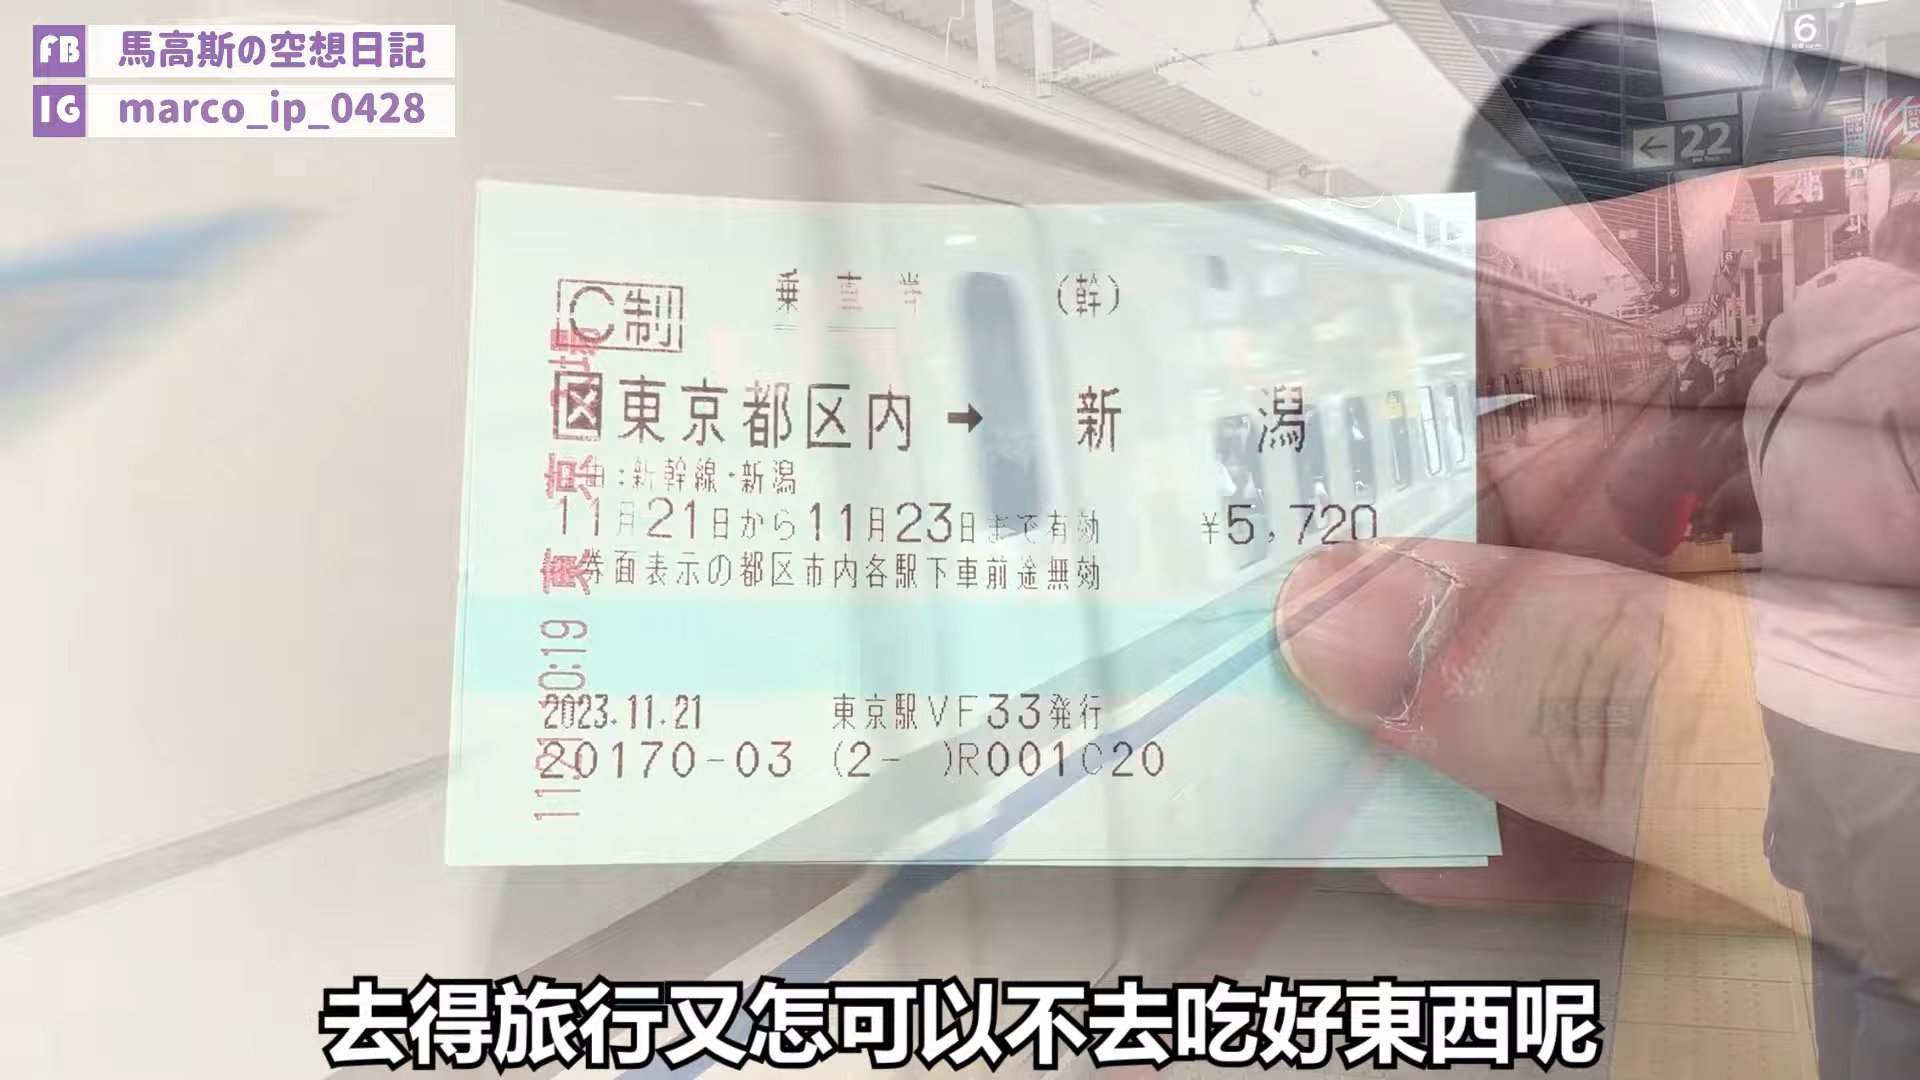 FB 馬高斯の空想日記
IG marco_ip_0428
6
←22
C制
乗車券 (幹)
区東京都区内➡新潟
経由:新幹線・新潟
11月21日から11月23日まで有効 ¥5,720
券面表示の都区市内各駅下車前途無効
2023.11.21 東京駅VF33発行
20170-03 (2- )R001C20
去得旅行又怎可以不去吃好東西呢